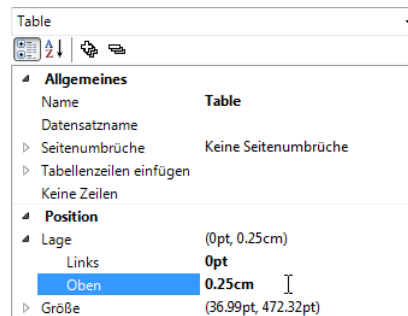 Table
Allgemeines
Name Table
Datensatzname
Seitenumbrüche Keine Seitenumbrüche
Tabellenzeilen einfügen
Keine Zeilen
Position
Lage (0pt, 0.25cm)
Links 0pt
Oben 0.25cm
Größe (36.99pt, 472.32pt)